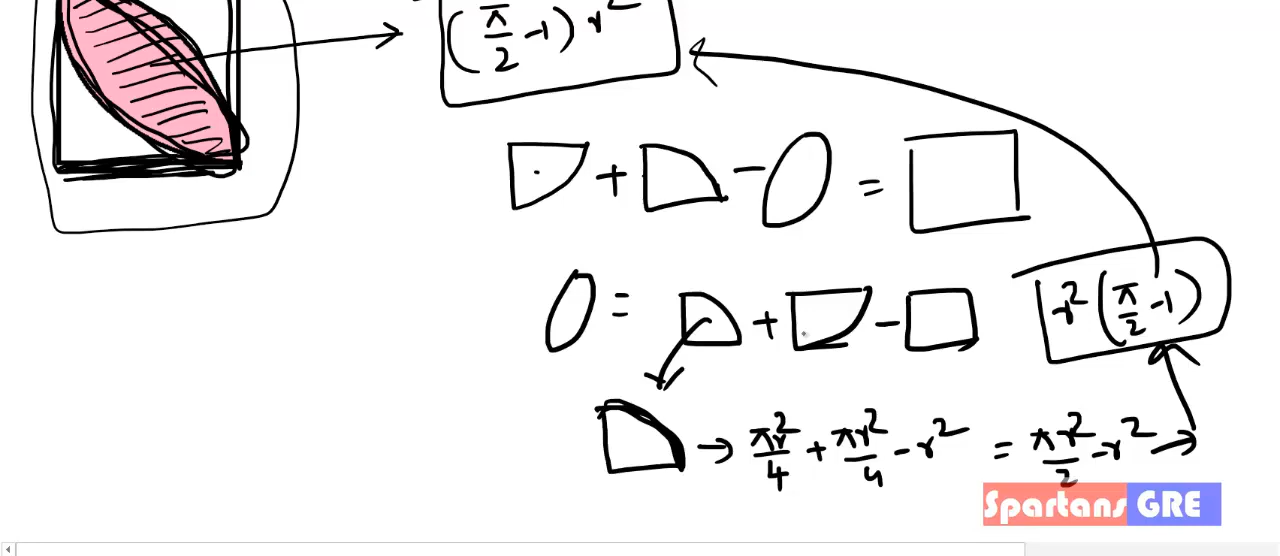 (π/2 -1) r²
+ - =
= + - r² (π/2 -1)
→ πr²/4 + πr²/4 - r² = πr²/2 - r²
Spartans GRE